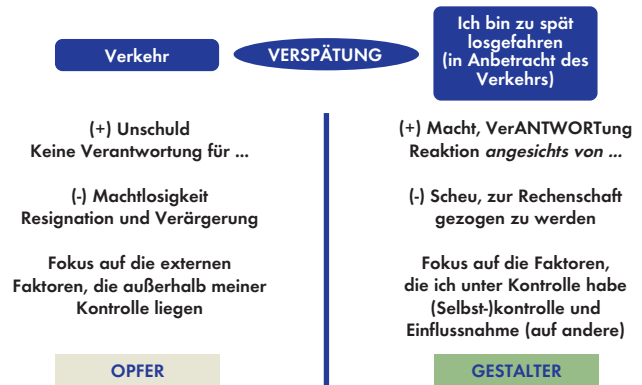 Verkehr
VERSPÄTUNG
Ich bin zu spät
losgefahren
(in Anbetracht des
Verkehrs)
(+) Unschuld
Keine Verantwortung für ...
(-) Machtlosigkeit
Resignation und Verärgerung
Fokus auf die externen
Faktoren, die außerhalb meiner
Kontrolle liegen
OPFER
(+) Macht, VerANTWORTung
Reaktion angesichts von ...
(-) Scheu, zur Rechenschaft
gezogen zu werden
Fokus auf die Faktoren,
die ich unter Kontrolle habe
(Selbst-)kontrolle und
Einflussnahme (auf andere)
GESTALTER